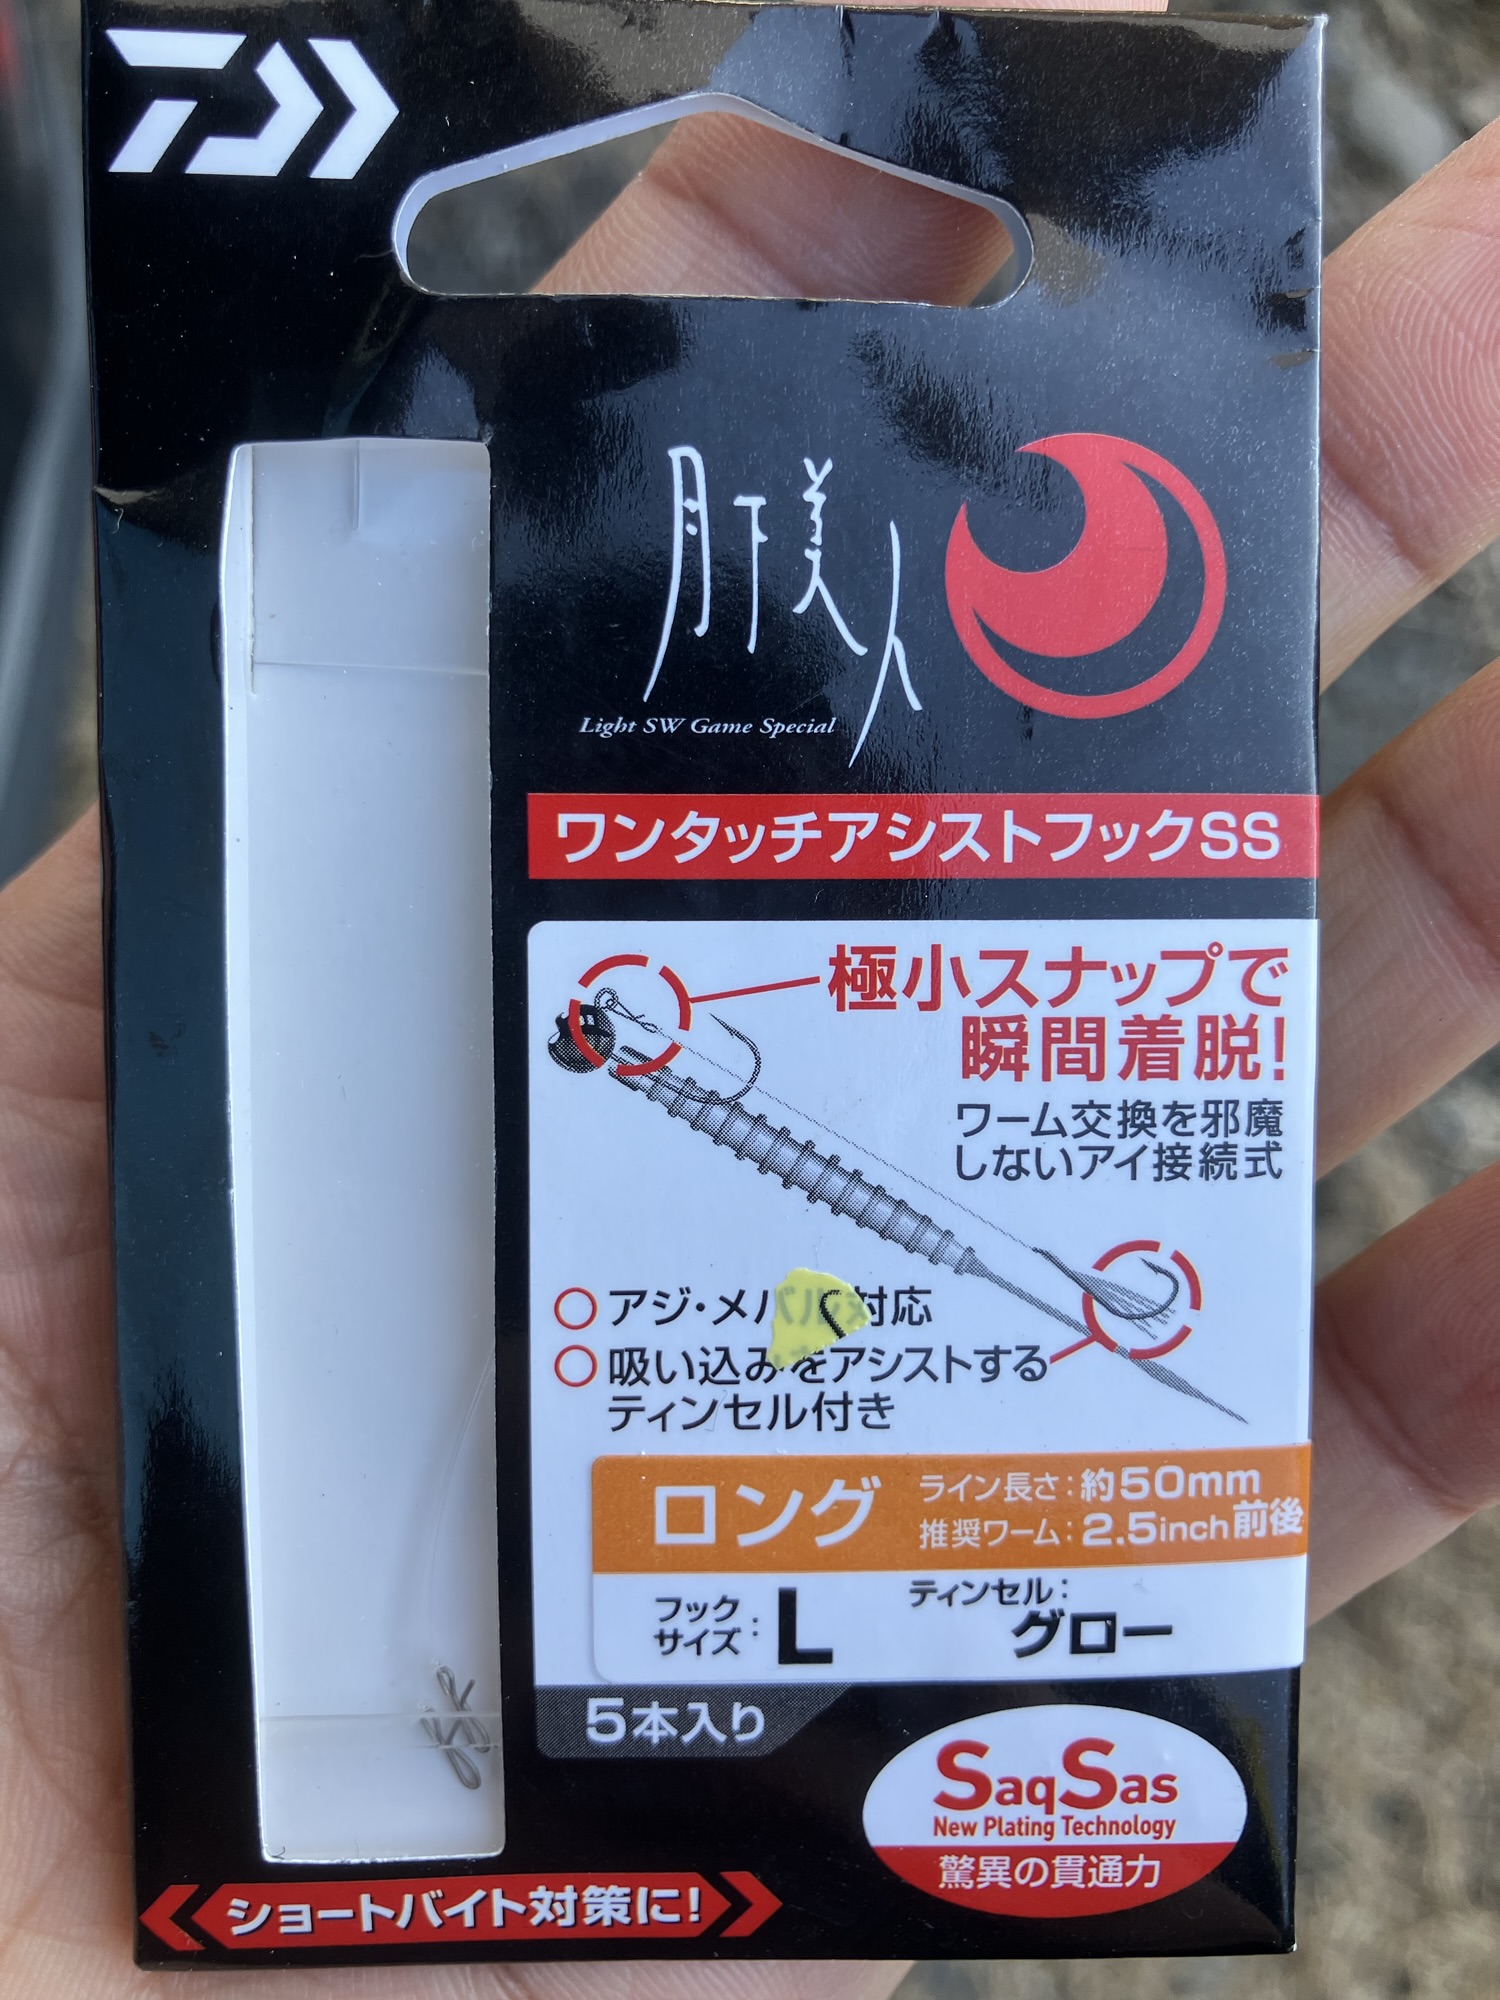 月下美人
Light SW Game Special
ワンタッチアシストフックSS
極小スナップで
瞬間着脱!
ワーム交換を邪魔
しないアイ接続式
アジ・メバル対応
吸い込みをアシストする
ティンセル付き
ロング
ライン長さ:約50mm
推奨ワーム:2.5inch前後
フック
サイズ:L
ティンセル:
グロー
5本入り
SaqSas
New Plating Technology
驚異の貫通力
ショートバイト対策に!